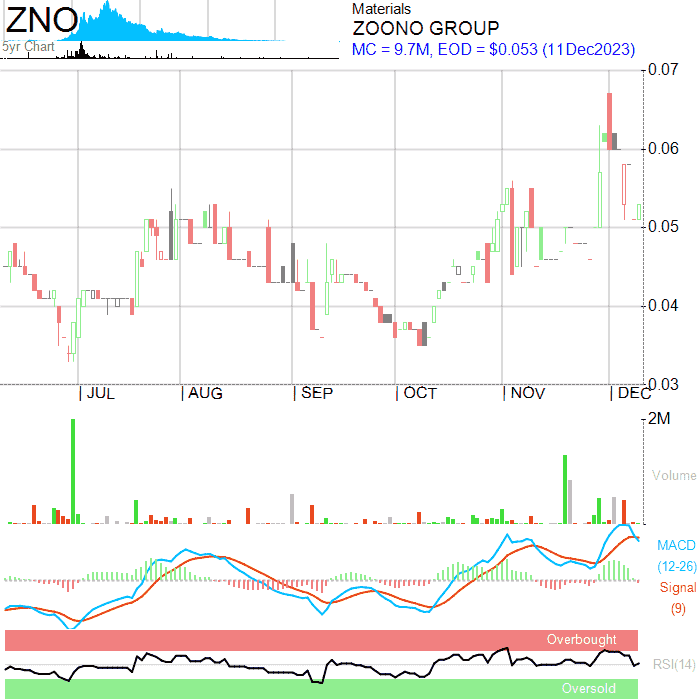 ZNO
5yr Chart
Materials
ZOONO GROUP
MC = 9.7M, EOD = $0.053 (11Dec2023)
0.07
0.06
0.05
0.04
0.03
JUL
AUG
SEP
OCT
NOV
DEC
2M
Volume
MACD
(12-26)
Signal
(9)
Overbought
RSI(14)
Oversold